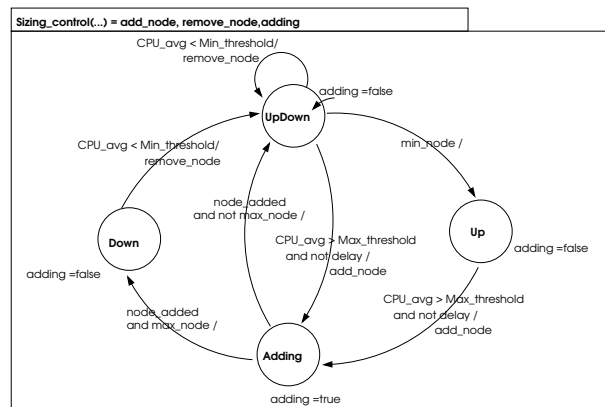 Sizing_control(...) = add_node, remove_node,adding
CPU_avg < Min_threshold/
remove_node
adding =false
UpDown
CPU_avg < Min_threshold/
remove_node
min_node /
node_added
and not max_node /
Down
Up
CPU_avg > Max_threshold
and not delay /
add_node
adding =false
adding =false
node_added
and max_node /
CPU_avg > Max_threshold
and not delay /
add_node
Adding
adding =true